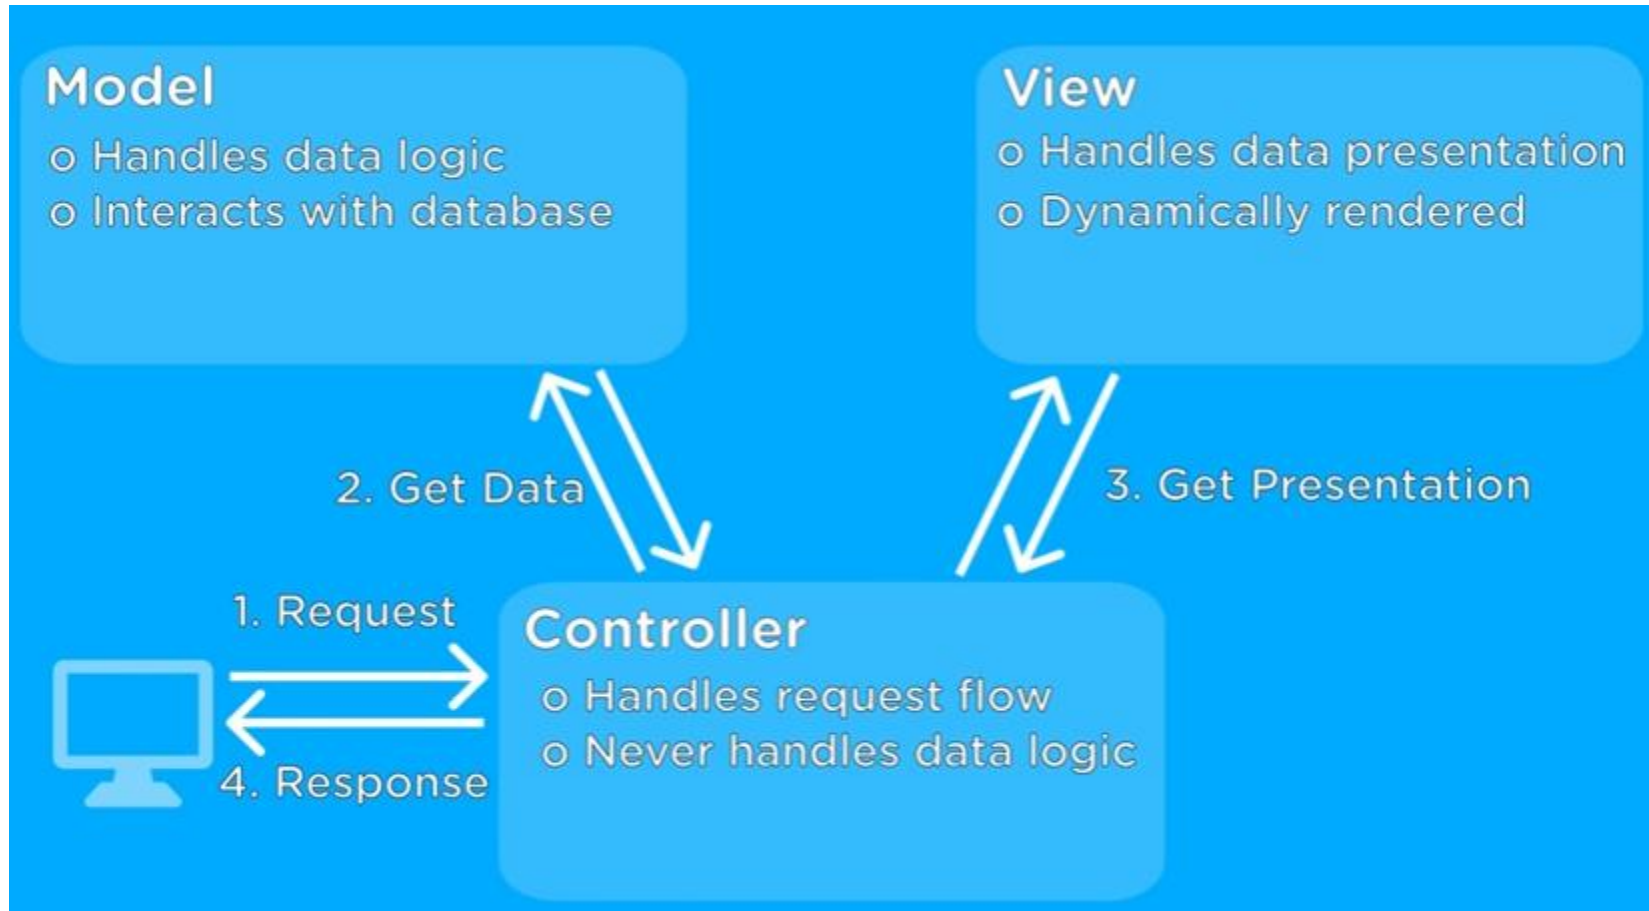 Model
o Handles data logic
o Interacts with database
View
o Handles data presentation
o Dynamically rendered
2. Get Data
3. Get Presentation
1. Request
4. Response
Controller
o Handles request flow
o Never handles data logic